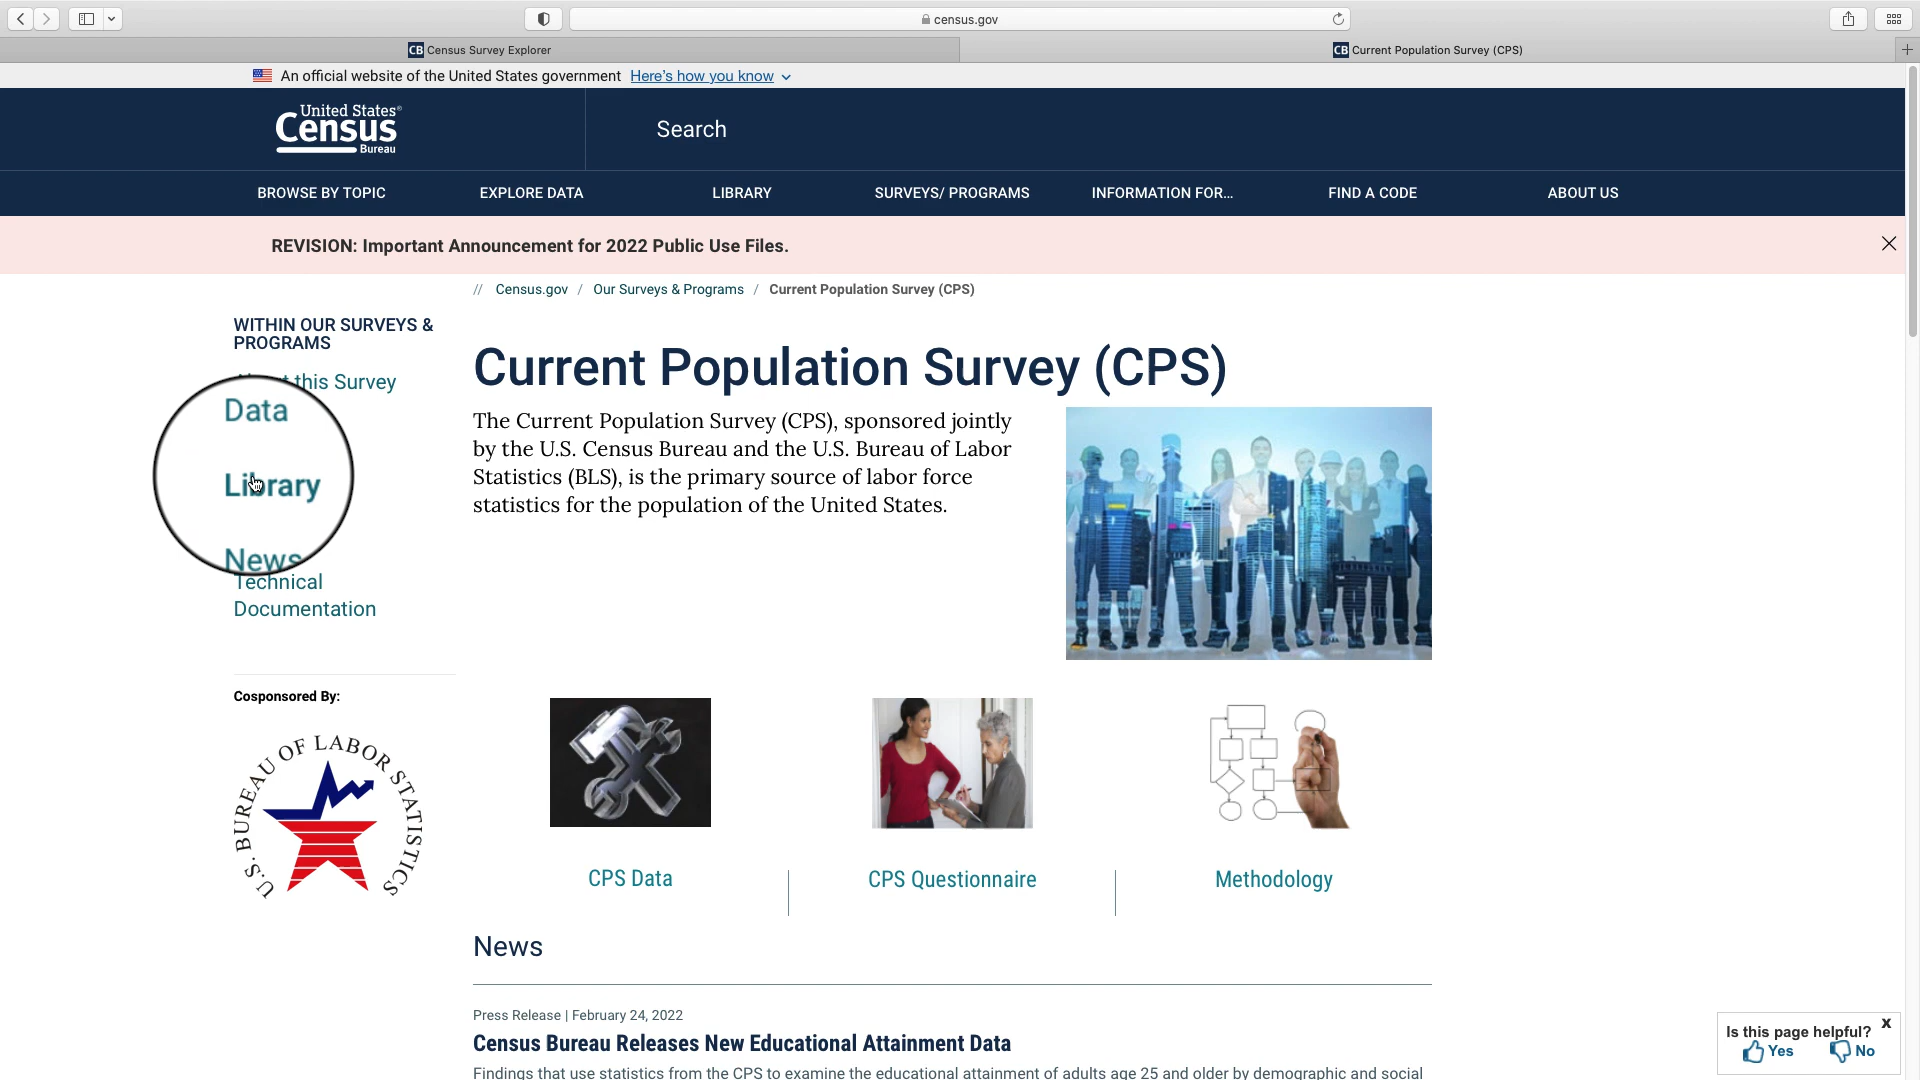 census.gov
CB Census Survey Explorer
CB Current Population Survey (CPS)
An official website of the United States government Here's how you know
United States®
Census
Bureau
Search
BROWSE BY TOPIC
EXPLORE DATA
LIBRARY
SURVEYS/ PROGRAMS
INFORMATION FOR...
FIND A CODE
ABOUT US
REVISION: Important Announcement for 2022 Public Use Files.
// Census.gov / Our Surveys & Programs / Current Population Survey (CPS)
WITHIN OUR SURVEYS &
PROGRAMS
this Survey
Data
Library
News
Technical
Documentation
Cosponsored By:
U.S. BUREAU OF LABOR STATISTICS
Current Population Survey (CPS)
The Current Population Survey (CPS), sponsored jointly
by the U.S. Census Bureau and the U.S. Bureau of Labor
Statistics (BLS), is the primary source of labor force
statistics for the population of the United States.
CPS Data
CPS Questionnaire
Methodology
News
Press Release | February 24, 2022
Census Bureau Releases New Educational Attainment Data
Findings that use statistics from the CPS to examine the educational attainment of adults age 25 and older by demographic and social
Is this page helpful? X
Yes No